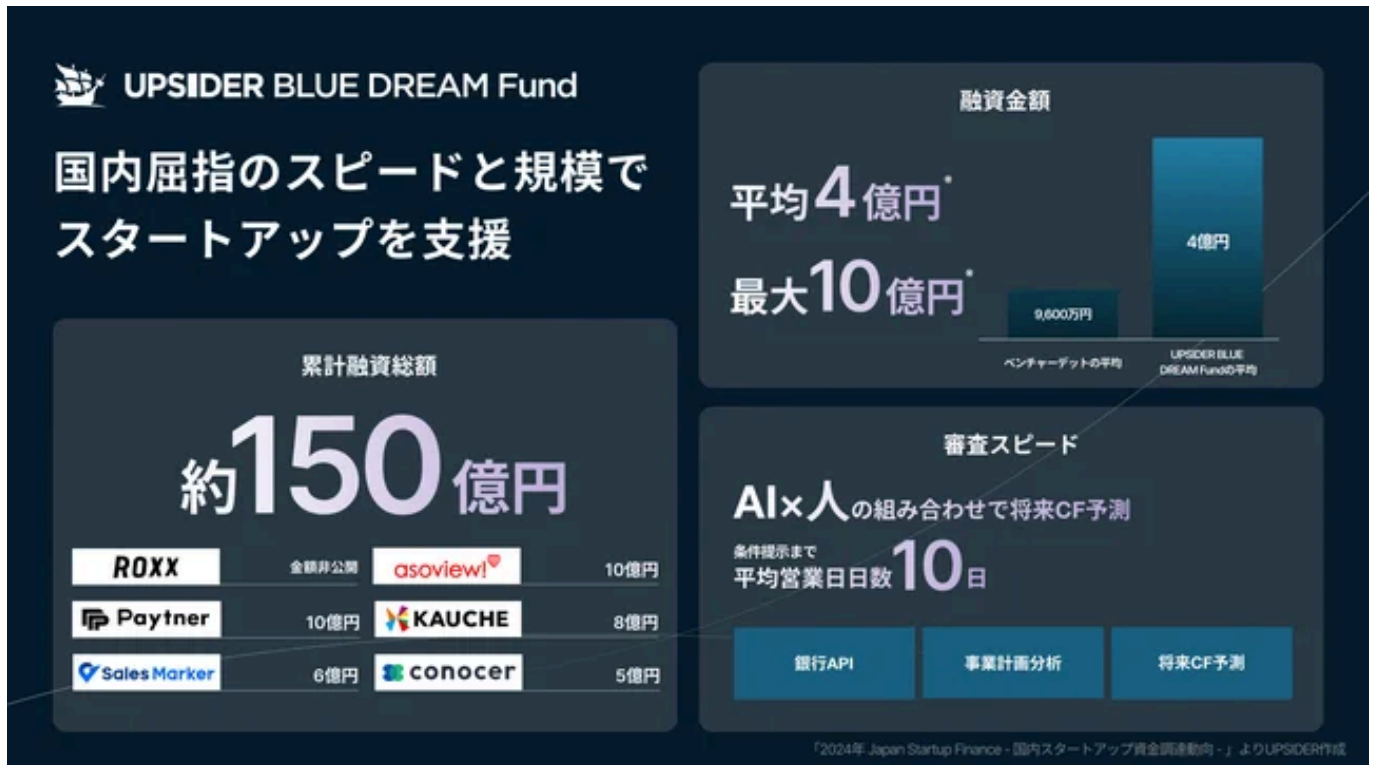 UPSIDER BLUE DREAM Fund
国内屈指のスピードと規模で
スタートアップを支援
累計融資総額
約150億円
ROXX 金額非公開
asoview! 10億円
Paytner 10億円
KAUCHE 8億円
Sales Marker 6億円
conocer 5億円
融資金額
平均4億円*
最大10億円*
9,600万円
4億円
ベンチャーデットの平均
UPSIDER BLUE
DREAM Fundの平均
審査スピード
AI×人の組み合わせで将来CF予測
条件提示まで
平均営業日日数10日
銀行API
事業計画分析
将来CF予測
「2024年 Japan Startup Finance - 国内スタートアップ資金調達動向 - 」よりUPSIDER作成